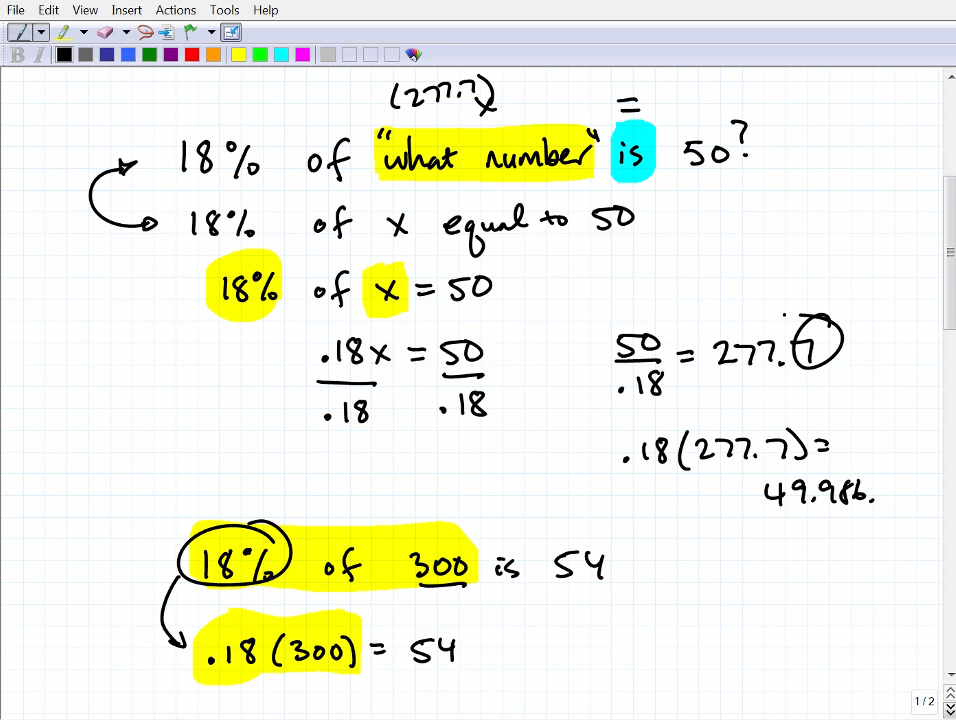 File Edit View Insert Actions Tools Help
B I
(277.7) x =
18% of "what number" is 50?
18% of x equal to 50
18% of x = 50
.18x = 50
.18 .18
50
.18 = 277.7
.18(277.7) =
49.986.
18% of 300 is 54
.18(300) = 54
1 / 2